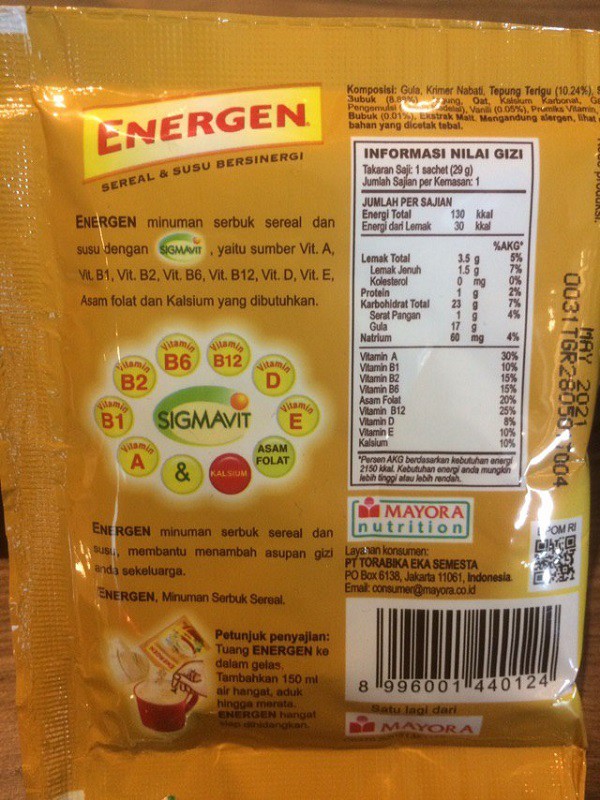 Komposisi: Gula, Krimer Nabati, Tepung Terigu (10.24%),
Bubuk Oat, Kalsium Karbonat,
Pengemulsi Vanili (0.05%), Premiks Vitamin,
Bubuk (0.01%), Ekstrak Malt. Mengandung alergen, lihat
bahan yang dicetak tebal.
ENERGEN
SEREAL & SUSU BERSINERGI
ENERGEN minuman serbuk sereal dan
susu dengan SIGMAVIT , yaitu sumber Vit. A,
Vit. B1, Vit. B2, Vit. B6, Vit. B12, Vit. D, Vit. E,
Asam folat dan Kalsium yang dibutuhkan.
Vitamin B1
Vitamin B2
Vitamin B6
Vitamin B12
Vitamin D
Vitamin E
SIGMAVIT
Vitamin A
&
KALSIUM
ASAM FOLAT
ENERGEN minuman serbuk sereal dan
susu, membantu menambah asupan gizi
anda sekeluarga.
ENERGEN, Minuman Serbuk Sereal.
Petunjuk penyajian:
Tuang ENERGEN ke
dalam gelas.
Tambahkan 150 ml
air hangat, aduk
hingga merata.
ENERGEN hangat
siap dihidangkan.
INFORMASI NILAI GIZI
Takaran Saji: 1 sachet (29 g)
Jumlah Sajian per Kemasan: 1
JUMLAH PER SAJIAN
Energi Total 130 kkal
Energi dari Lemak 30 kkal
%AKG*
Lemak Total 3.5 g 5%
Lemak Jenuh 1.5 g 7%
Kolesterol 0 mg 0%
Protein 1 g 2%
Karbohidrat Total 23 g 7%
Serat Pangan 1 g 4%
Gula 17 g
Natrium 60 mg 4%
Vitamin A 30%
Vitamin B1 10%
Vitamin B2 15%
Vitamin B6 15%
Asam Folat 20%
Vitamin B12 25%
Vitamin D 8%
Vitamin E 10%
Kalsium 10%
*Persen AKG berdasarkan kebutuhan energi
2150 kkal. Kebutuhan energi anda mungkin
lebih tinggi atau lebih rendah.
MAY 2021
MAYORA
nutrition
Layanan konsumen:
PT TORABIKA EKA SEMESTA
PO Box 6138, Jakarta 11061, Indonesia.
Email: consumer@mayora.co.id
BPOM RI
8 996001 440124
Satu lagi dari
MAYORA